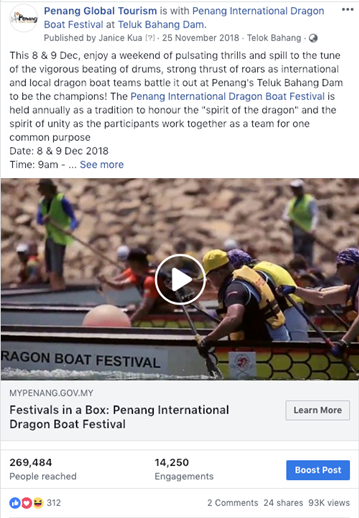 Penang Global Tourism is with Penang International Dragon
Boat Festival at Teluk Bahang Dam.
Published by Janice Kua [?] · 25 November 2018 · Telok Bahang ·
This 8 & 9 Dec, enjoy a weekend of pulsating thrills and spill to the tune
of the vigorous beating of drums, strong thrust of roars as international
and local dragon boat teams battle it out at Penang's Teluk Bahang Dam
to be the champions! The Penang International Dragon Boat Festival is
held annually as a tradition to honour the "spirit of the dragon" and the
spirit of unity as the participants work together as a team for one
common purpose
Date: 8 & 9 Dec 2018
Time: 9am - ... See more
DRAGON BOAT FESTIVAL
MYPENANG.GOV.MY
Festivals in a Box: Penang International
Dragon Boat Festival
Learn More
269,484
People reached
14,250
Engagements
Boost Post
312
2 Comments 24 shares 93K views